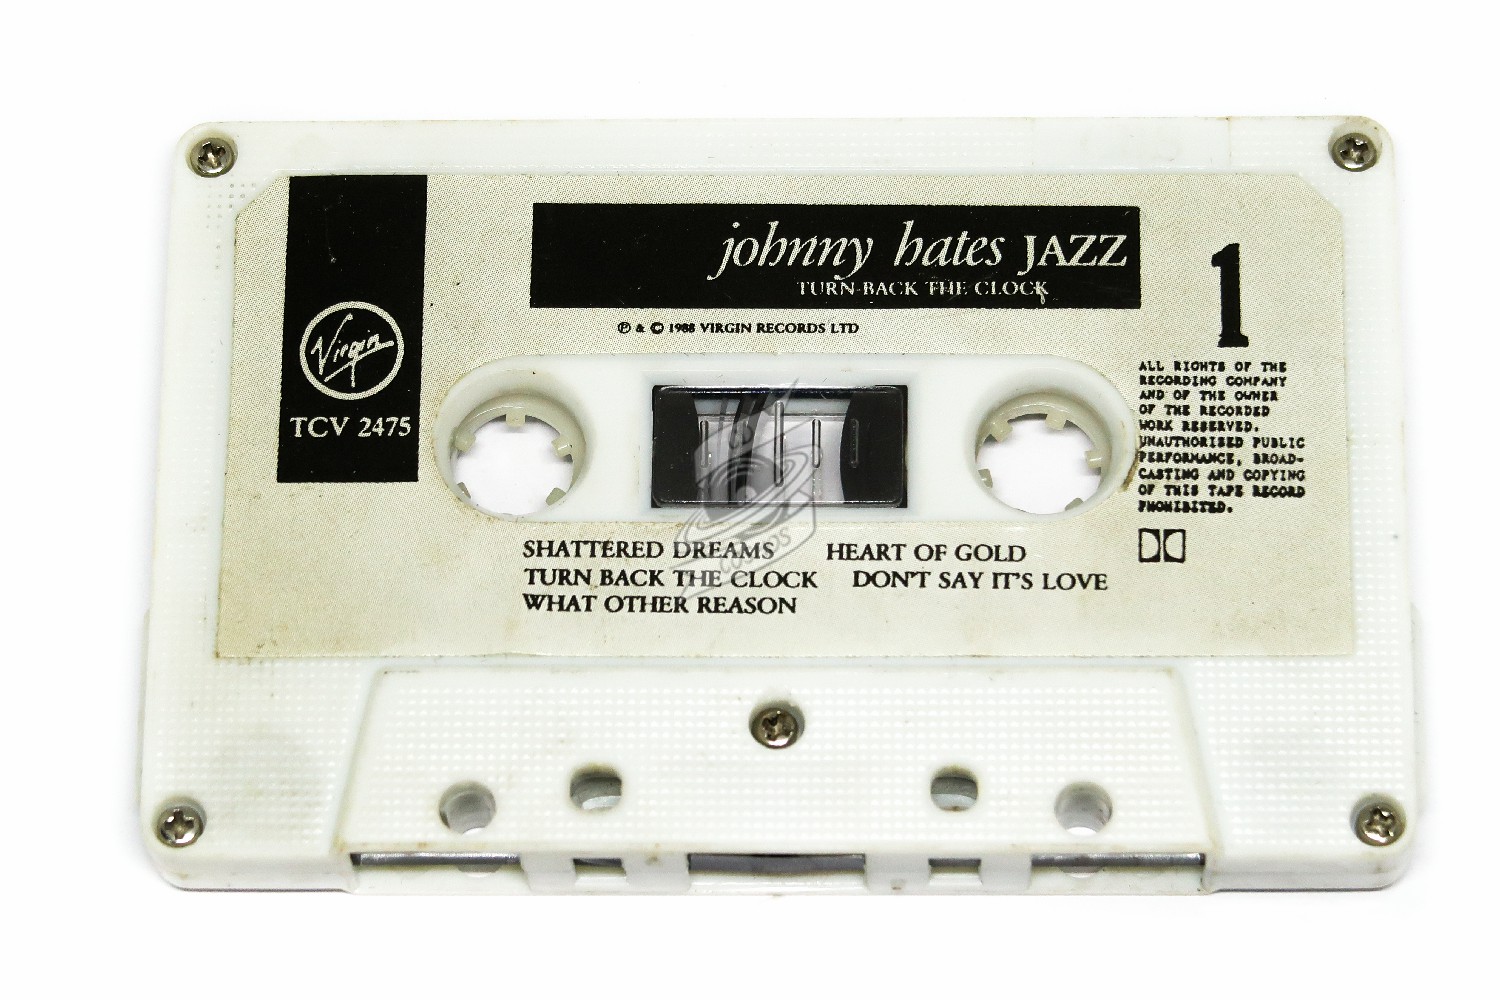 johnny hates JAZZ
TURN BACK THE CLOCK
℗ & © 1988 VIRGIN RECORDS LTD
Virgin
TCV 2475
1
ALL RIGHTS OF THE
RECORDING COMPANY
AND OF THE OWNER
OF THE RECORDED
WORK RESERVED.
UNAUTHORISED PUBLIC
PERFORMANCE, BROAD-
CASTING AND COPYING
OF THIS TAPE RECORD
PROHIBITED.
SHATTERED DREAMS HEART OF GOLD
TURN BACK THE CLOCK DON'T SAY IT'S LOVE
WHAT OTHER REASON
CD
COSMOS